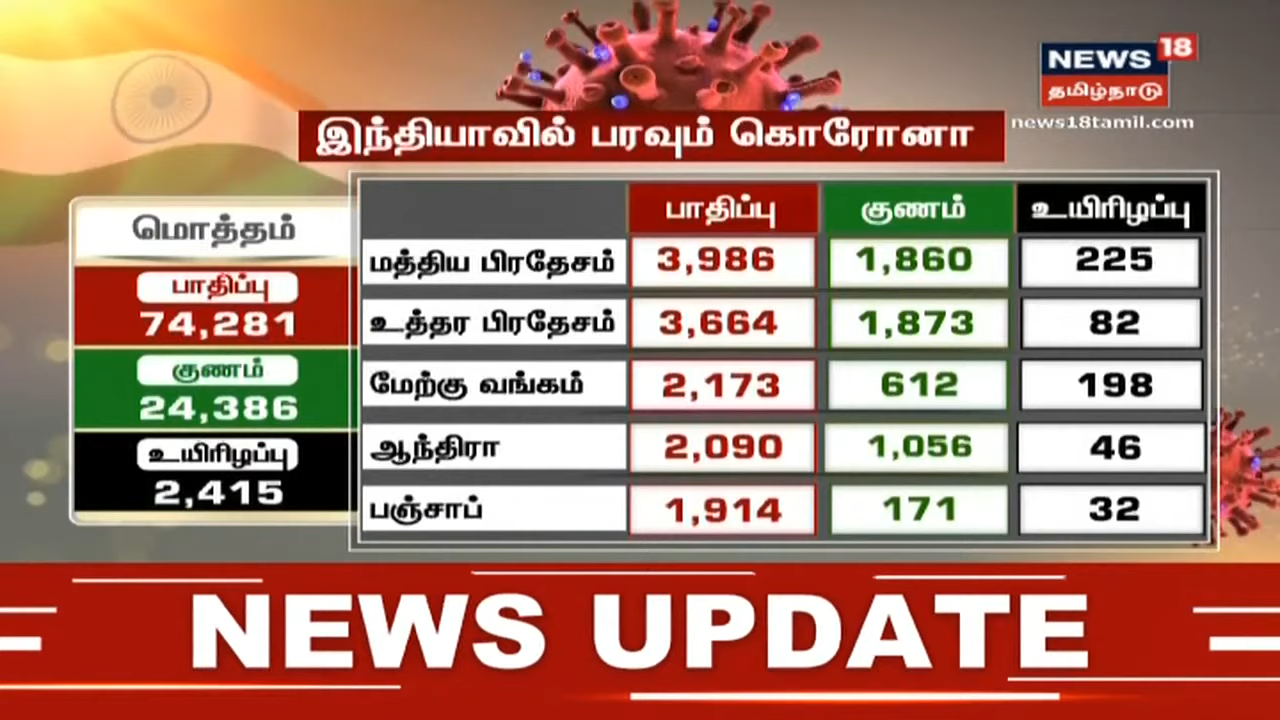 NEWS 18
தமிழ்நாடு
news18tamil.com
இந்தியாவில் பரவும் கொரோனா
மொத்தம்
பாதிப்பு
74,281
குணம்
24,386
உயிரிழப்பு
2,415
பாதிப்பு குணம் உயிரிழப்பு
மத்திய பிரதேசம் 3,986 1,860 225
உத்தர பிரதேசம் 3,664 1,873 82
மேற்கு வங்கம் 2,173 612 198
ஆந்திரா 2,090 1,056 46
பஞ்சாப் 1,914 171 32
NEWS UPDATE